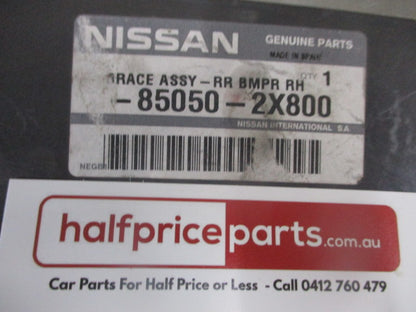 NISSAN
GENUINE PARTS
MADE IN SPAIN
BRACE ASSY-RR BMPR RH
QTY 1
-85050-2X800
NISSAN INTERNATIONAL S.A
halfpriceparts.com.au
Car Parts For Half Price or Less - Call 0412 760 479